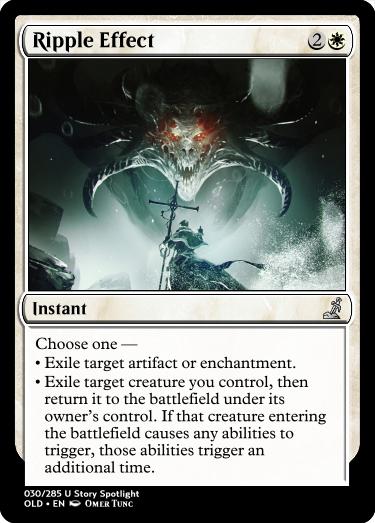 Ripple Effect 2
Instant
Choose one —
• Exile target artifact or enchantment.
• Exile target creature you control, then
return it to the battlefield under its
owner's control. If that creature entering
the battlefield causes any abilities to
trigger, those abilities trigger an
additional time.
030/285 U Story Spotlight
OLD • EN Omer Tunc